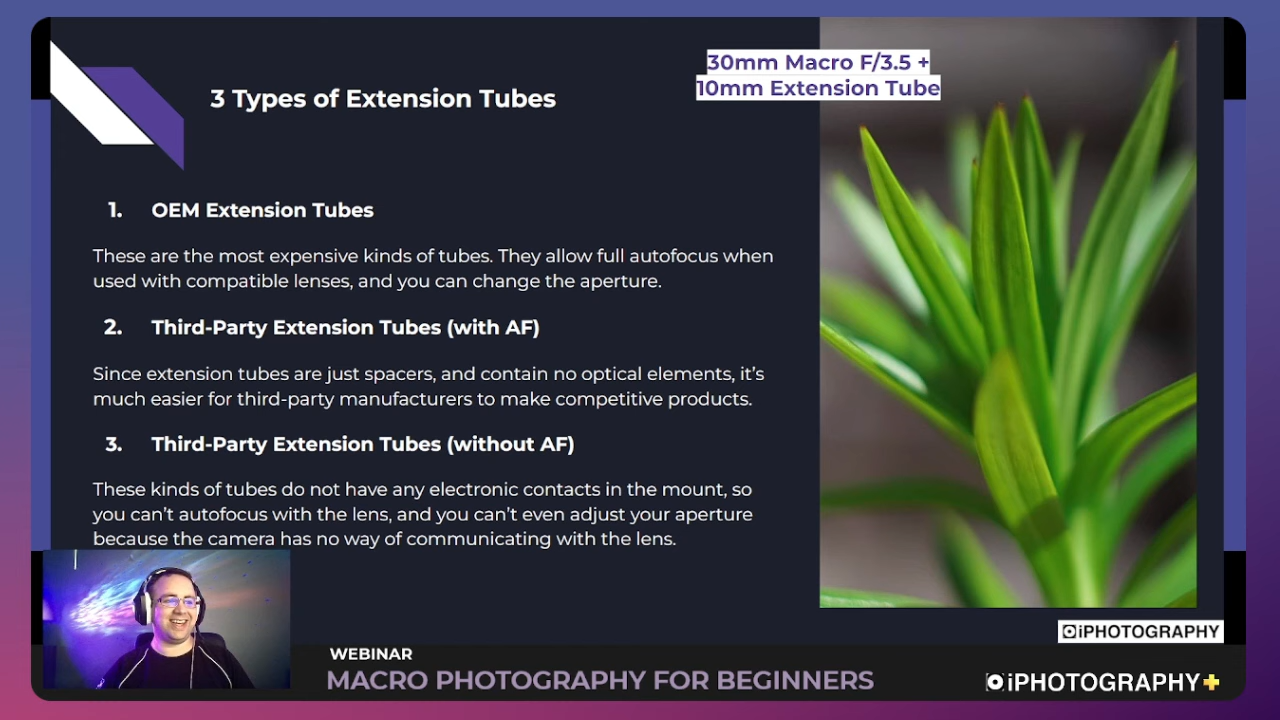 30mm Macro F/3.5 +
10mm Extension Tube
3 Types of Extension Tubes
1. OEM Extension Tubes
These are the most expensive kinds of tubes. They allow full autofocus when
used with compatible lenses, and you can change the aperture.
2. Third-Party Extension Tubes (with AF)
Since extension tubes are just spacers, and contain no optical elements, it’s
much easier for third-party manufacturers to make competitive products.
3. Third-Party Extension Tubes (without AF)
These kinds of tubes do not have any electronic contacts in the mount, so
you can’t autofocus with the lens, and you can’t even adjust your aperture
because the camera has no way of communicating with the lens.
iPHOTOGRAPHY
WEBINAR
MACRO PHOTOGRAPHY FOR BEGINNERS
iPHOTOGRAPHY+